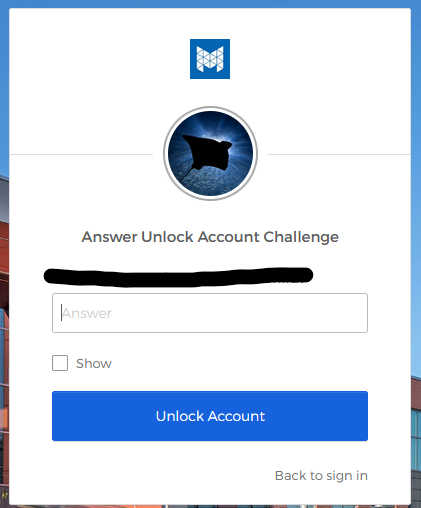 Answer Unlock Account Challenge
Answer
Show
Unlock Account
Back to sign in